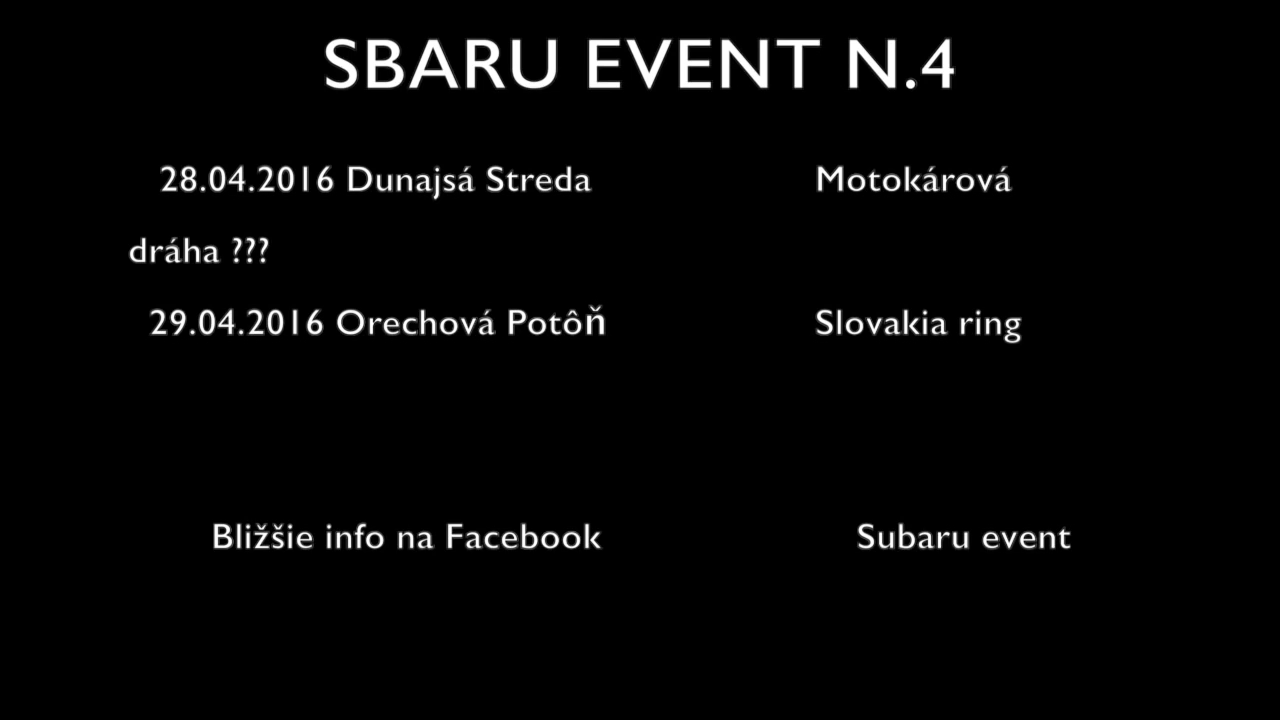 SBARU EVENT N.4
28.04.2016 Dunajsá Streda Motokárová
dráha ???
29.04.2016 Orechová Potôň Slovakia ring
Bližšie info na Facebook Subaru event